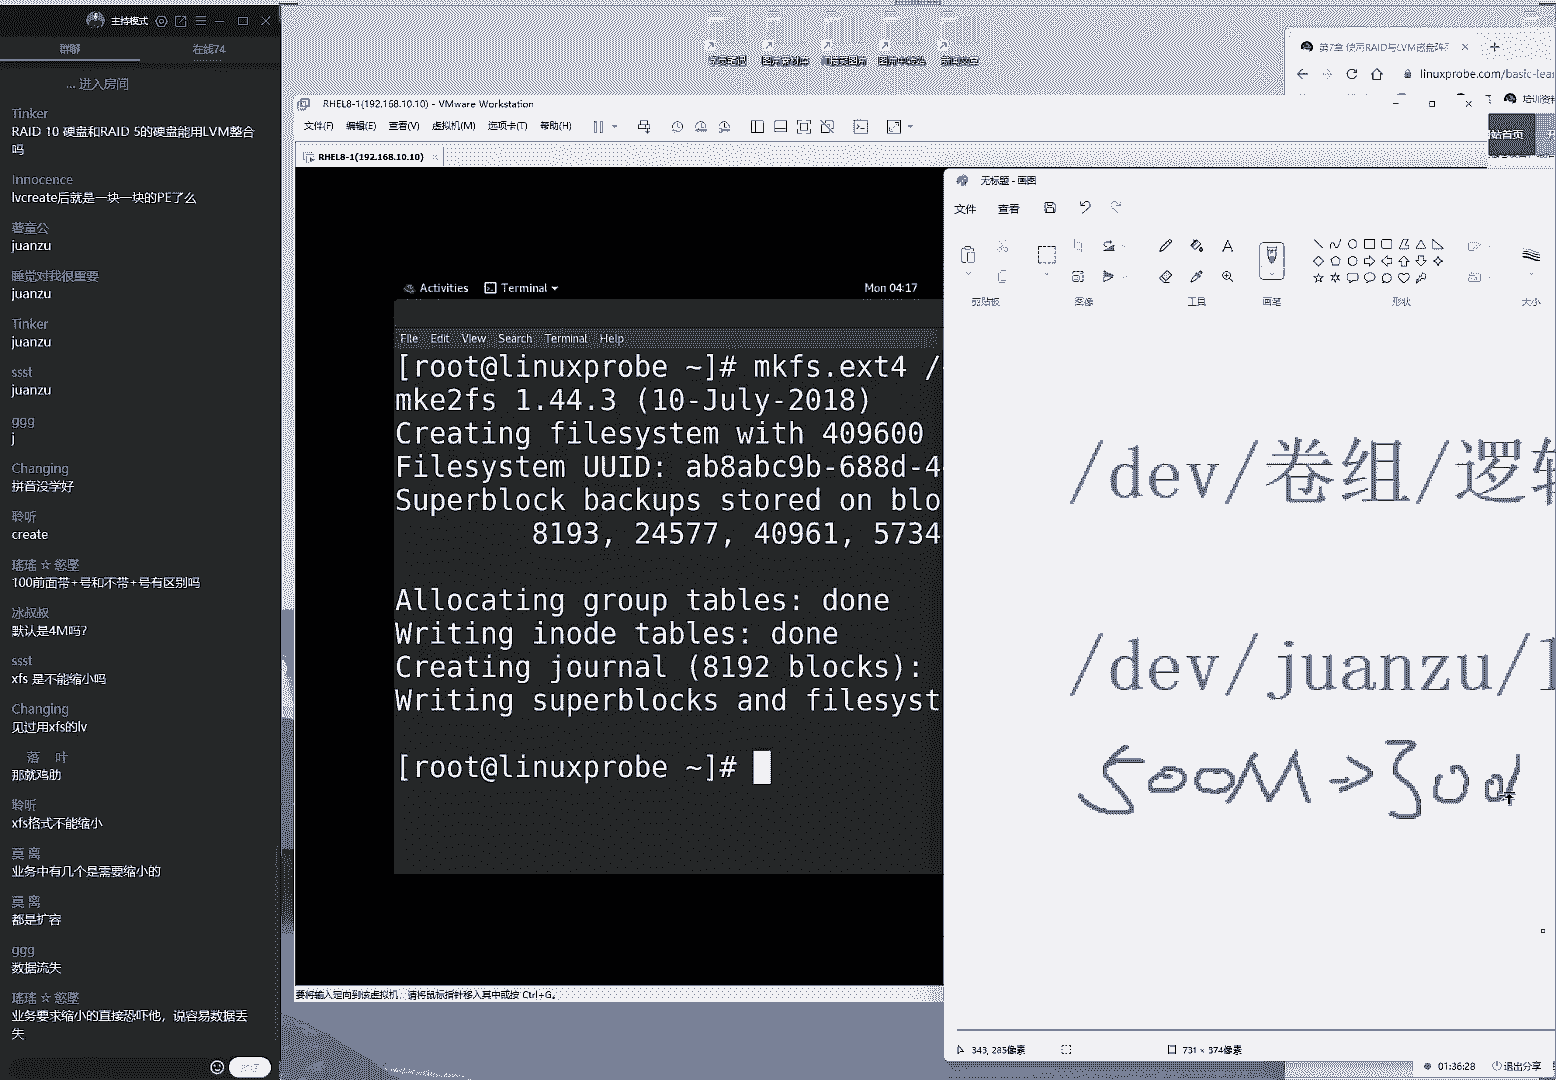 主持模式
群聊
在线74
... 进入房间
Tinker
RAID 10 硬盘和RAID 5的硬盘能用LVM整合
吗
Innocence
lvcreate后就是一块一块的PE了么
juanzu
睡觉对我很重要
juanzu
Tinker
juanzu
ssst
juanzu
ggg
j
Changing
拼音没学好
聆听
create
100前面带+号和不带+号有区别吗
冰叔叔
默认是4M吗?
ssst
xfs 是不能缩小吗
Changing
见过用xfs的lv
落 叶
那就鸡肋
聆听
xfs格式不能缩小
莫 离
业务中有几个是需要缩小的
莫 离
都是扩容
ggg
数据流失
业务要求缩小的直接恐吓他，说容易数据丢
失
第7章 使用RAID与LVM磁盘阵
linuxprobe.com/basic-lea
RHEL8-1(192.168.10.10) - VMware Workstation
文件(F) 编辑(E) 查看(V) 虚拟机(M) 选项卡(T) 帮助(H)
RHEL8-1(192.168.10.10)
站首页
Activities Terminal Mon 04:17
File Edit View Search Terminal Help
[root@linuxprobe ~]# mkfs.ext4 /
mke2fs 1.44.3 (10-July-2018)
Creating filesystem with 409600
Filesystem UUID: ab8abc9b-688d-4
Superblock backups stored on blo
8193, 24577, 40961, 5734
Allocating group tables: done
Writing inode tables: done
Creating journal (8192 blocks):
Writing superblocks and filesyst
[root@linuxprobe ~]#
要将输入定向到该虚拟机，请将鼠标指针移入其中或按 Ctrl+G。
无标题 - 画图
文件 查看
剪贴板 图像 工具 画笔 形状 大小
/dev/卷组/逻辑
/dev/juanzu/l
500M->300
343, 285像素 731 × 374像素
01:36:28 退出分享